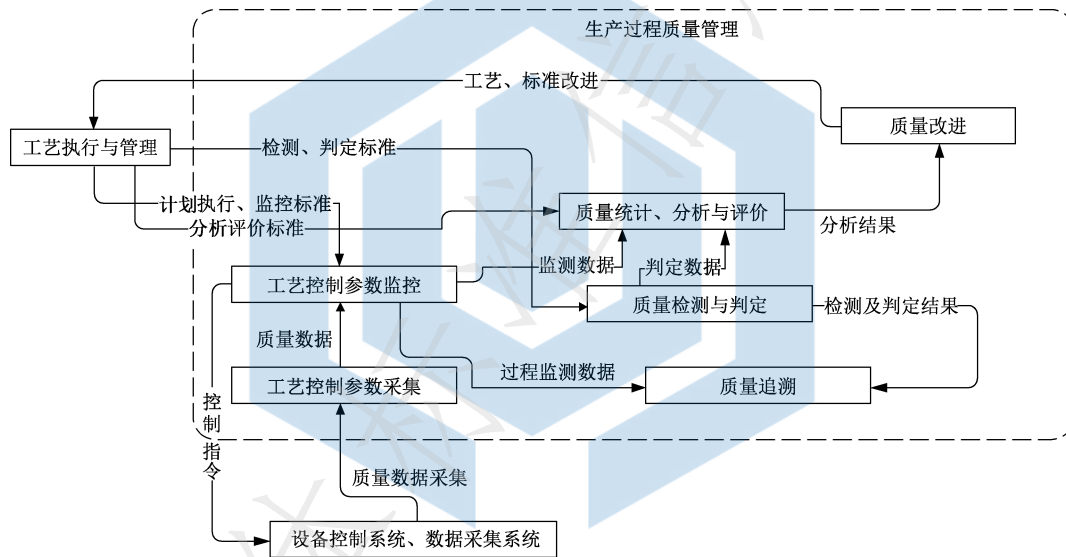 生产过程质量管理
工艺、标准改进
质量改进
工艺执行与管理
检测、判定标准
计划执行、监控标准
分析评价标准
质量统计、分析与评价
分析结果
监测数据
判定数据
工艺控制参数监控
质量检测与判定
检测及判定结果
质量数据
过程监测数据
工艺控制参数采集
质量追溯
控制
指令
质量数据采集
设备控制系统、数据采集系统